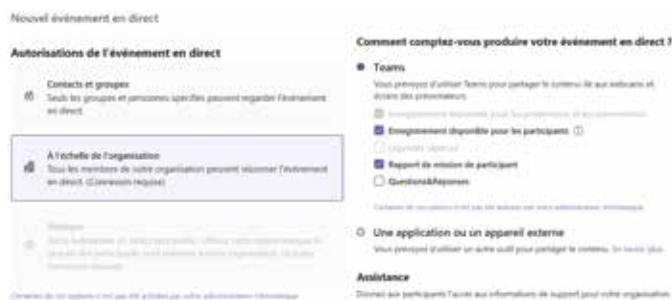 Nouvel événement en direct
Autorisations de l'événement en direct
Contacts et groupes
Seuls les groupes et personnes spécifiés peuvent regarder l'événement
en direct.
À l'échelle de l'organisation
Tous les membres de votre organisation peuvent visionner l'événement
en direct. (Connexion requise)
Comment comptez-vous produire votre événement en direct ?
Teams
Vous prévoyez d'utiliser Teams pour partager le contenu lié aux webcams et
écrans des présentateurs.
Enregistrement disponible pour les
Enregistrement disponible pour les participants
Rapport de mission de participant
Questions&Réponses
Une application ou un appareil externe
Vous prévoyez d'utiliser un autre outil pour partager le contenu. En savoir plus.
Assistance
Donnez aux participants l'accès aux informations de support pour votre organisation.